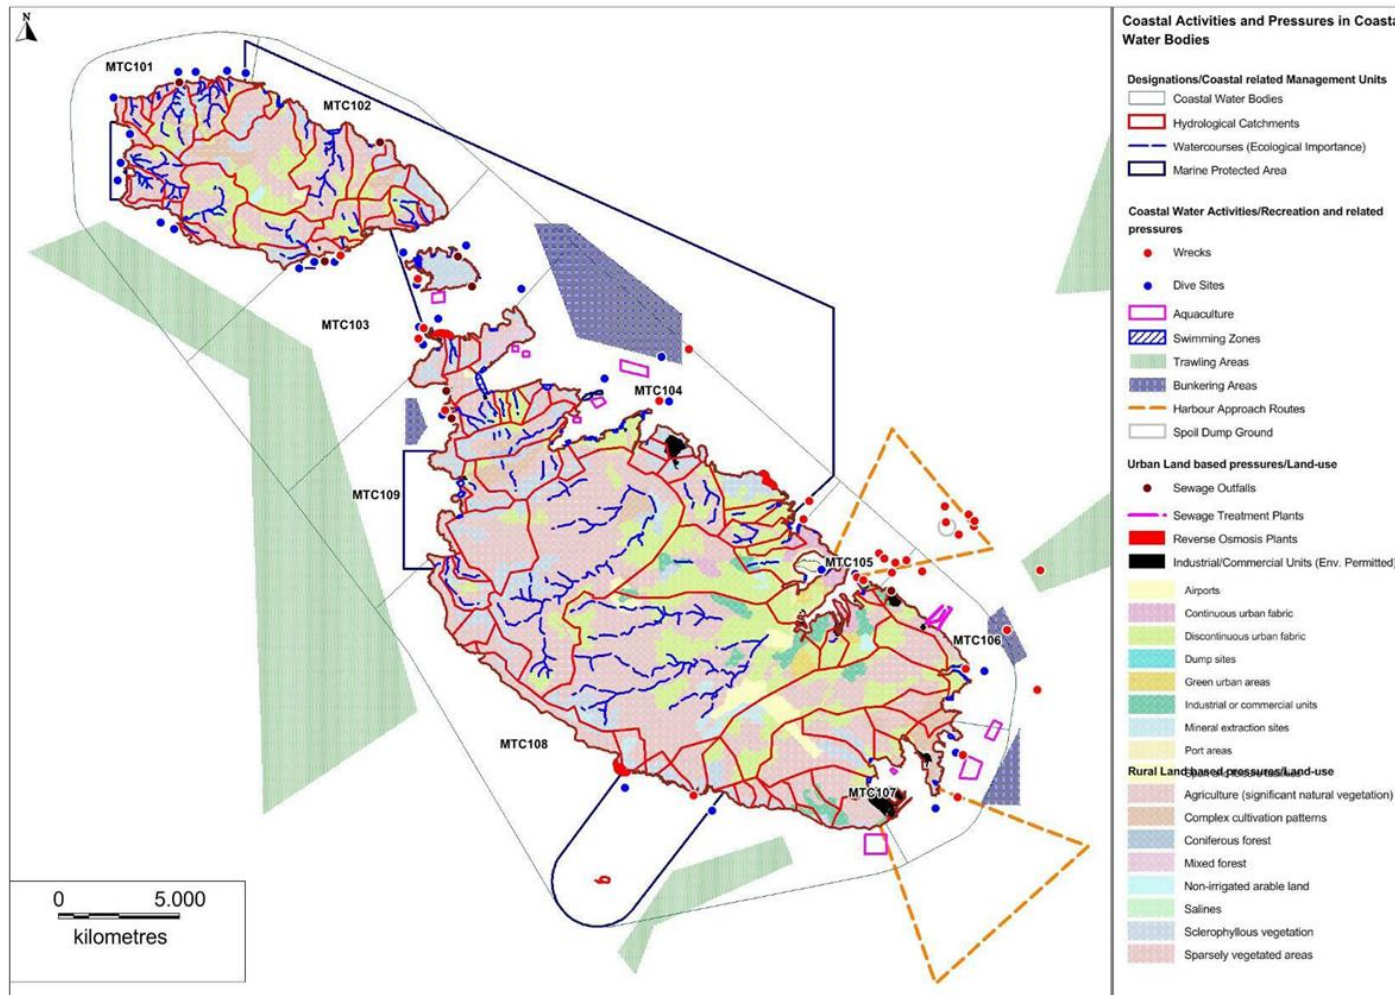 N
MTC101
MTC102
MTC103
MTC104
MTC109
MTC105
MTC106
MTC108
MTC107
0 5.000
kilometres
Coastal Activities and Pressures in Coasta
Water Bodies
Designations/Coastal related Management Units
Coastal Water Bodies
Hydrological Catchments
Watercourses (Ecological Importance)
Marine Protected Area
Coastal Water Activities/Recreation and related
pressures
Wrecks
Dive Sites
Aquaculture
Swimming Zones
Trawling Areas
Bunkering Areas
Harbour Approach Routes
Spoil Dump Ground
Urban Land based pressures/Land-use
Sewage Outfalls
Sewage Treatment Plants
Reverse Osmosis Plants
Industrial/Commercial Units (Env. Permitted)
Airports
Continuous urban fabric
Discontinuous urban fabric
Dump sites
Green urban areas
Industrial or commercial units
Mineral extraction sites
Port areas
Rural Land based pressures/Land-use
Agriculture (significant natural vegetation)
Complex cultivation patterns
Coniferous forest
Mixed forest
Non-irrigated arable land
Salines
Sclerophyllous vegetation
Sparsely vegetated areas